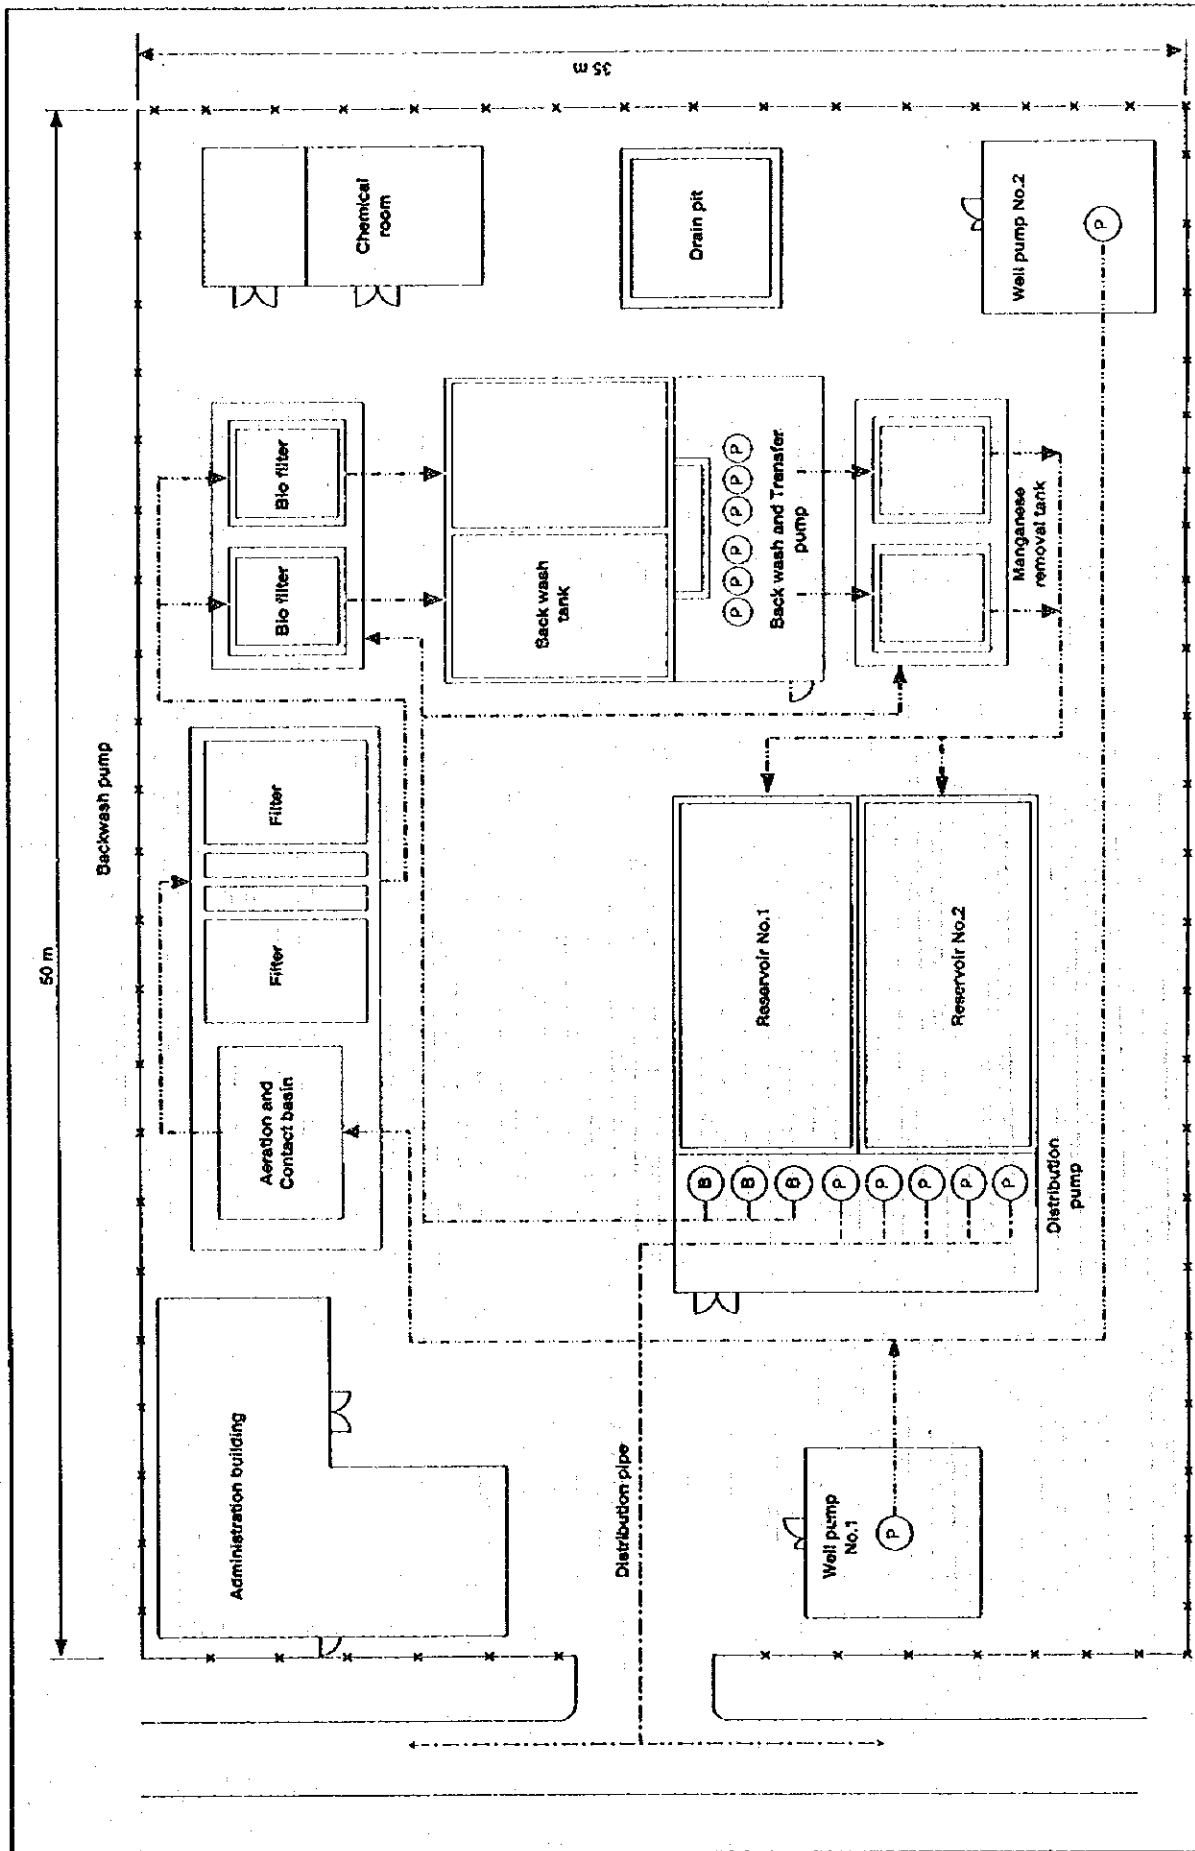 50 m
35 m
Backwash pump
Administration building
Aeration and
Contact basin
Filter
Filter
Bio filter
Bio filter
Chemical
room
Back wash
tank
Drain pit
P
P
P
P
P
P
Back wash and Transfer
pump
Manganese
removal tank
Reservoir No.1
Reservoir No.2
B
B
B
P
P
P
P
P
Distribution
pump
Distribution pipe
Well pump
No.1
P
Well pump No.2
P